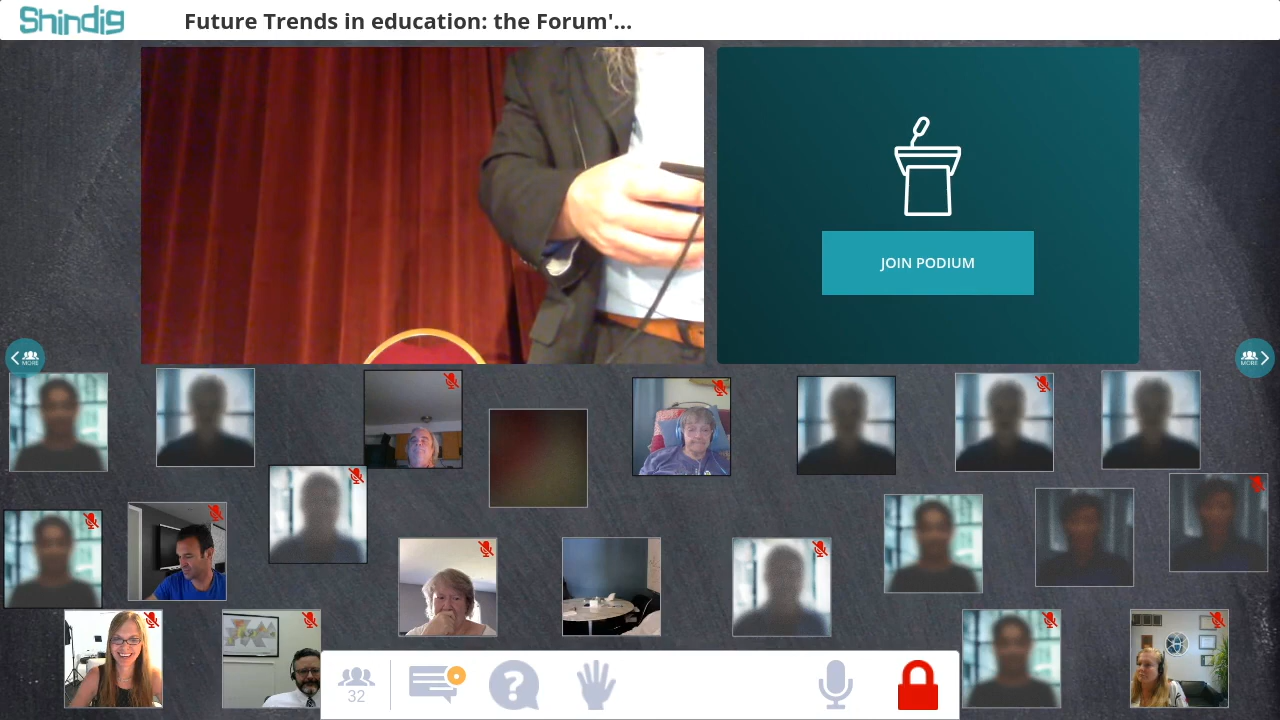 Shindig
Future Trends in education: the Forum'...
JOIN PODIUM
MORE
MORE
32